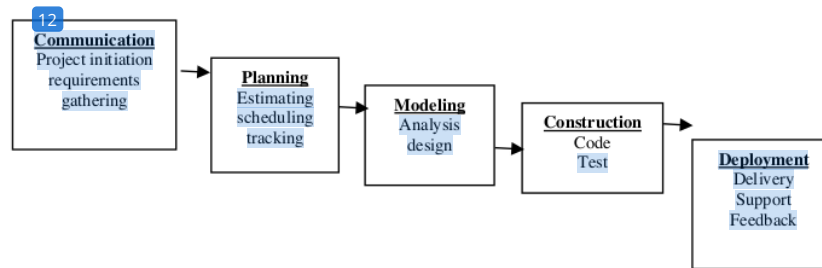 12
Communication
Project initiation
requirements
gathering
Planning
Estimating
scheduling
tracking
Modeling
Analysis
design
Construction
Code
Test
Deployment
Delivery
Support
Feedback